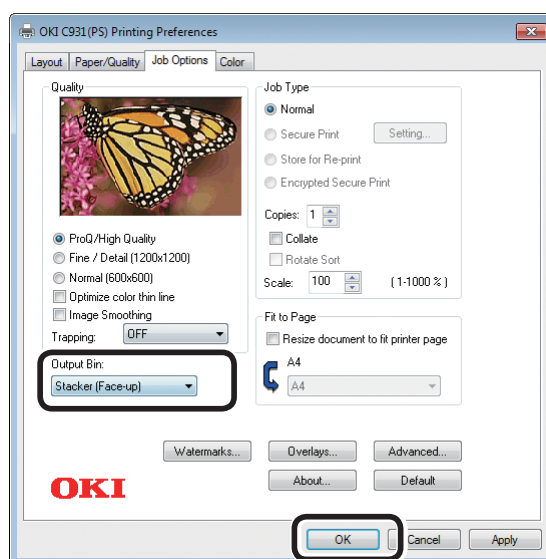 OKI C931(PS) Printing Preferences
Layout Paper/Quality Job Options Color
Quality
ProQ/High Quality
Fine / Detail (1200x1200)
Normal (600x600)
Optimize color thin line
Image Smoothing
Trapping: OFF
Output Bin:
Stacker (Face-up)
Job Type
Normal
Secure Print Setting...
Store for Re-print
Encrypted Secure Print
Copies: 1
Collate
Rotate Sort
Scale: 100 (1-1000 %)
Fit to Page
Resize document to fit printer page
A4
A4
Watermarks... Overlays... Advanced...
About... Default
OKI
OK Cancel Apply